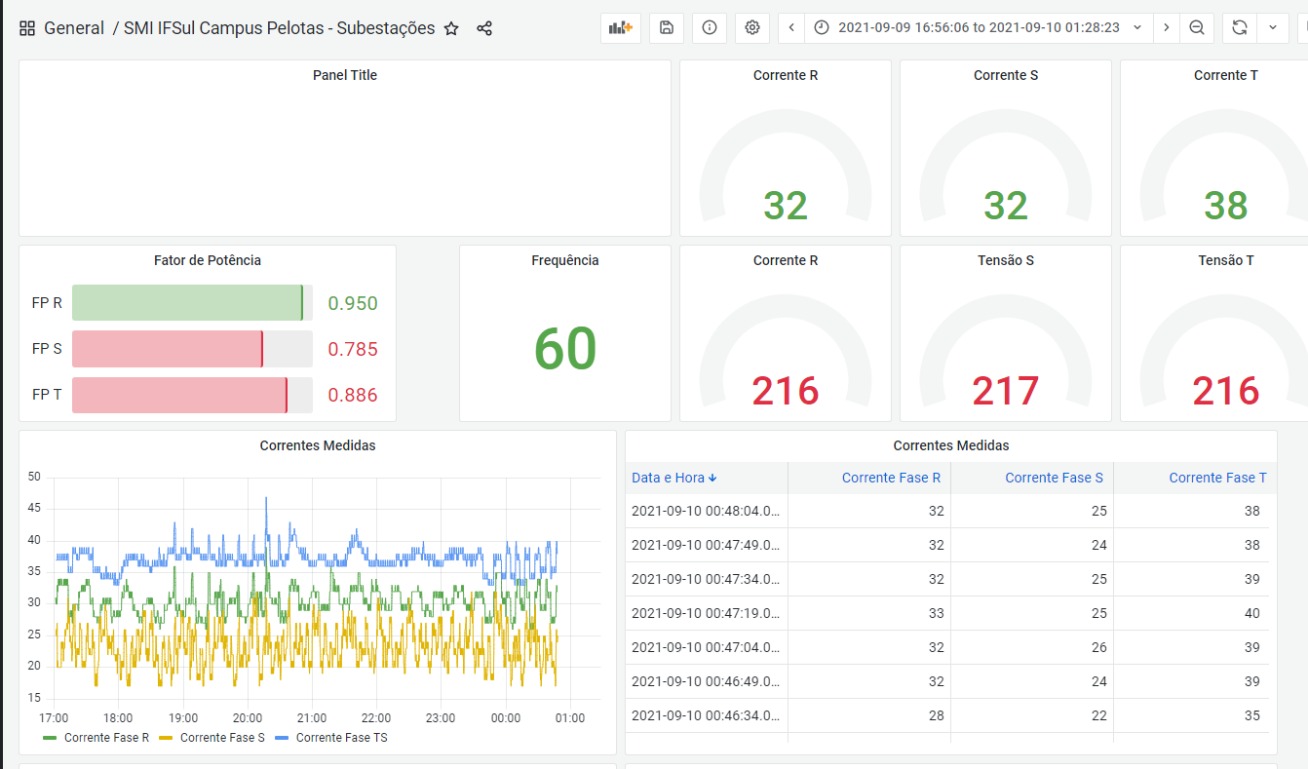 General / SMI IFSul Campus Pelotas - Subestações
2021-09-09 16:56:06 to 2021-09-10 01:28:23
Panel Title
Corrente R
32
Corrente S
32
Corrente T
38
Fator de Potência
FP R 0.950
FP S 0.785
FP T 0.886
Frequência
60
Corrente R
216
Tensão S
217
Tensão T
216
Correntes Medidas
50
45
40
35
30
25
20
15
17:00 18:00 19:00 20:00 21:00 22:00 23:00 00:00 01:00
Corrente Fase R Corrente Fase S Corrente Fase TS
Correntes Medidas
Data e Hora Corrente Fase R Corrente Fase S Corrente Fase T
2021-09-10 00:48:04.0... 32 25 38
2021-09-10 00:47:49.0... 32 24 38
2021-09-10 00:47:34.0... 32 25 39
2021-09-10 00:47:19.0... 33 25 40
2021-09-10 00:47:04.0... 32 26 39
2021-09-10 00:46:49.0... 32 24 39
2021-09-10 00:46:34.0... 28 22 35